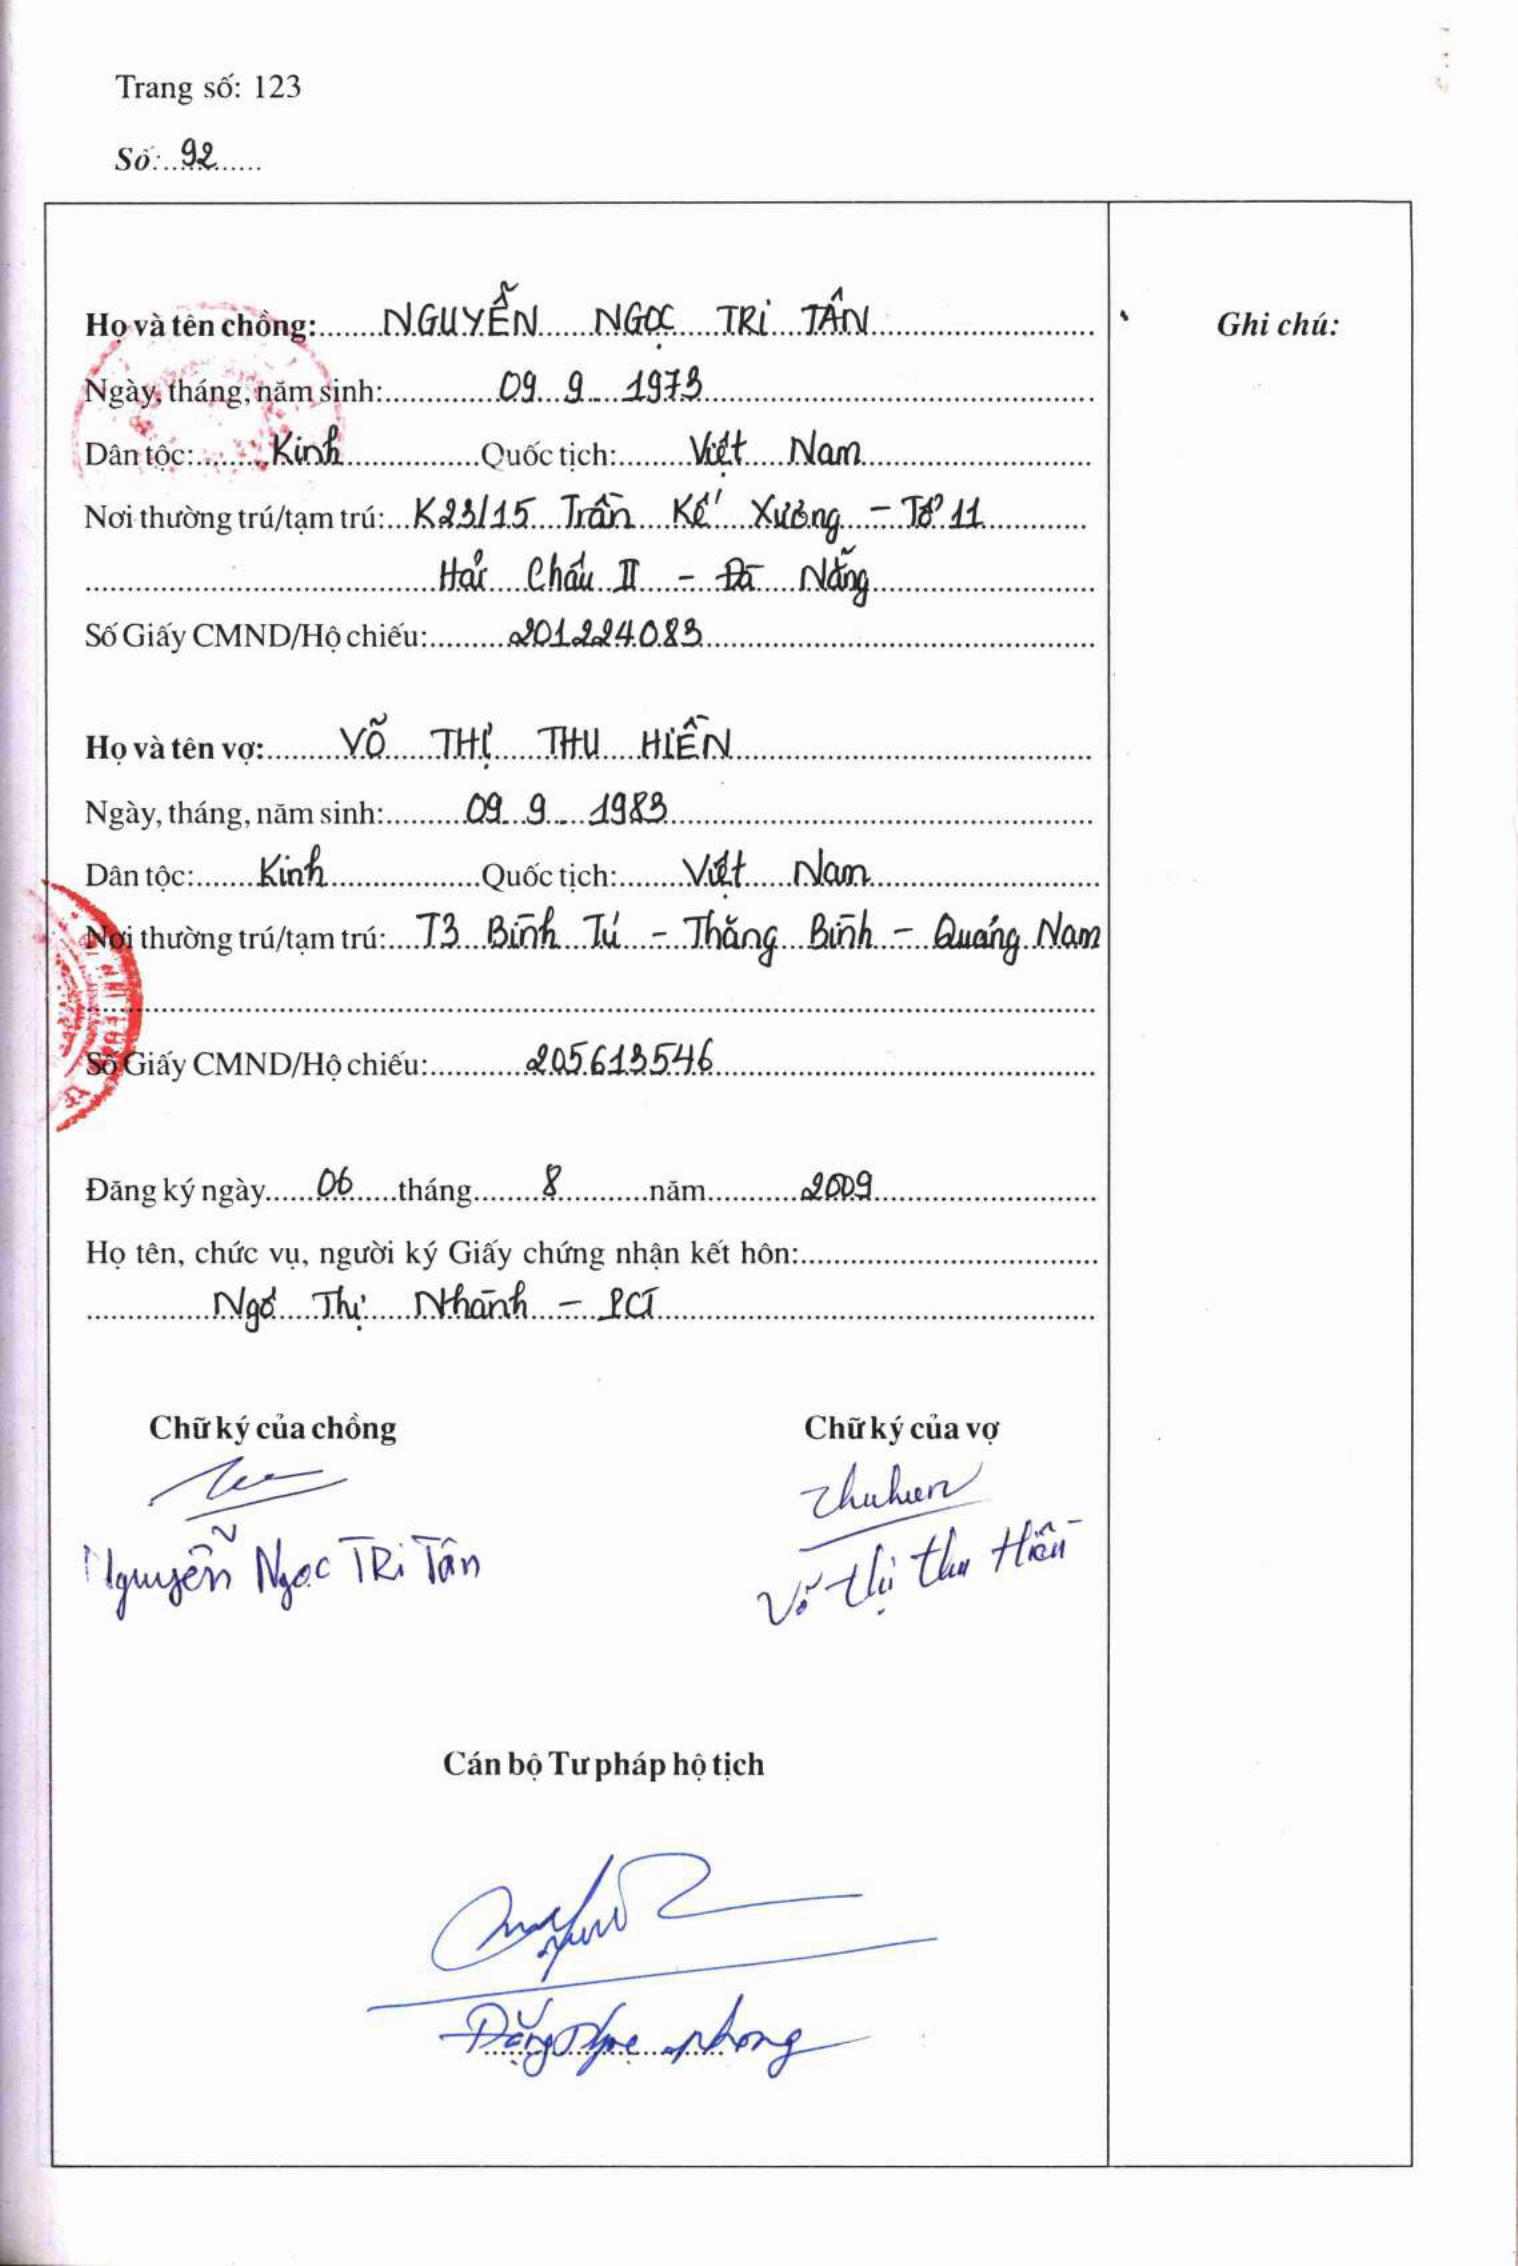 Trang số: 123
Số: 92
Họ và tên chồng: NGUYỄN NGỌC TRI TÂN
Ghi chú:
Ngày, tháng, năm sinh: 09 9 1973
Dân tộc: Kinh Quốc tịch: Việt Nam
Nơi thường trú/tạm trú: K23/15 Trần Kế Xương - Tổ 11
Hải Châu II - Đà Nẵng
Số Giấy CMND/Hộ chiếu: 201224083
Họ và tên vợ: VÕ THỊ THU HIỀN
Ngày, tháng, năm sinh: 09 9 1983
Dân tộc: Kinh Quốc tịch: Việt Nam
Nơi thường trú/tạm trú: T3 Bình Tú - Thăng Bình - Quảng Nam
Số Giấy CMND/Hộ chiếu: 205613546
Đăng ký ngày 06 tháng 8 năm 2009
Họ tên, chức vụ, người ký Giấy chứng nhận kết hôn:
Ngô Thị Nhành - PCT
Chữ ký của chồng Chữ ký của vợ
thuhien
Nguyễn Ngọc TRi Tân Võ thị thu Hiền
Cán bộ Tư pháp hộ tịch
Đặng phong